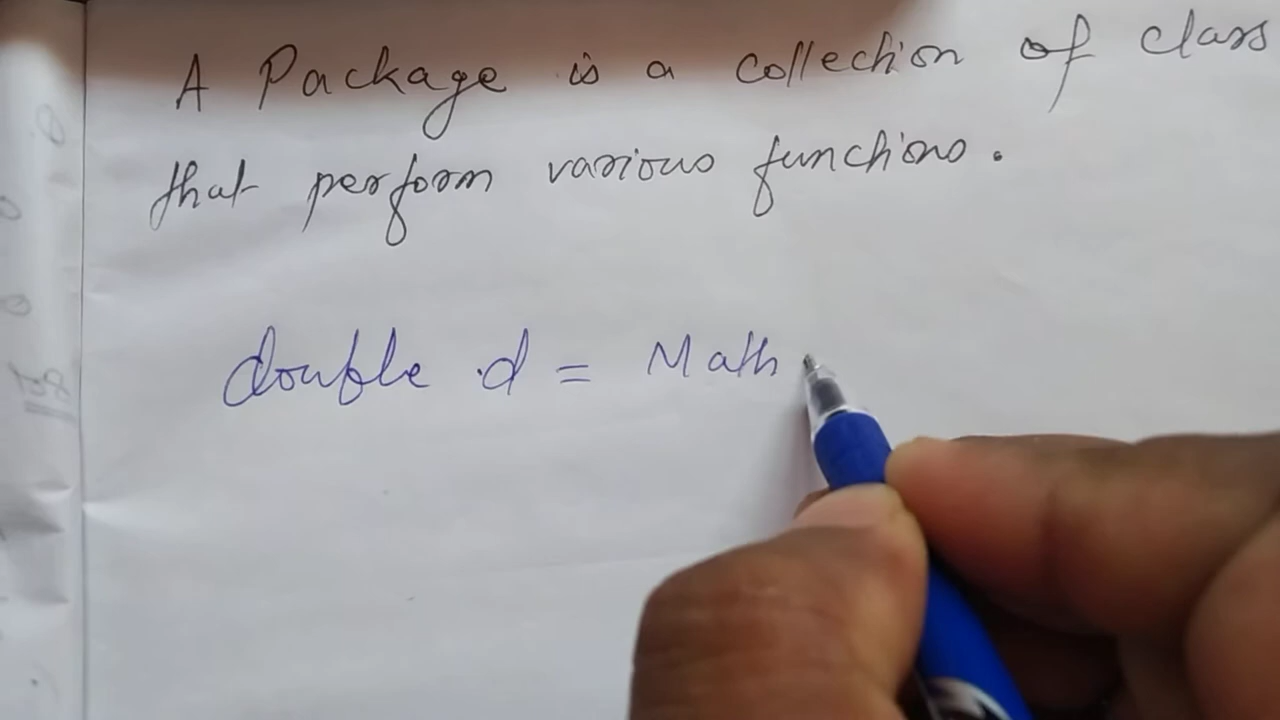 A Package is a collection of class
that perform various functions.
double d = Math